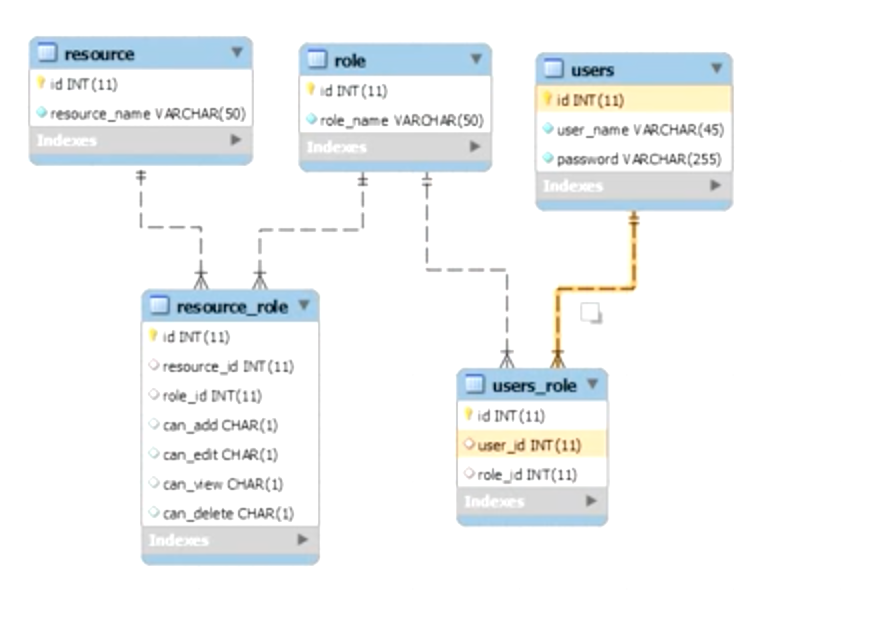 resource
id INT(11)
resource_name VARCHAR(50)
Indexes
role
id INT(11)
role_name VARCHAR(50)
Indexes
users
id INT(11)
user_name VARCHAR(45)
password VARCHAR(255)
Indexes
resource_role
id INT(11)
resource_id INT(11)
role_id INT(11)
can_add CHAR(1)
can_edit CHAR(1)
can_view CHAR(1)
can_delete CHAR(1)
Indexes
users_role
id INT(11)
user_id INT(11)
role_id INT(11)
Indexes